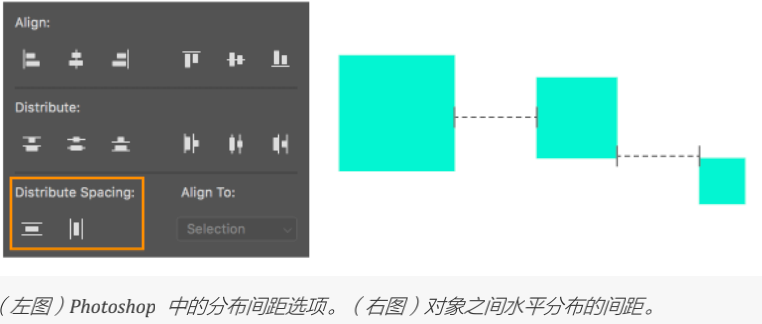 Align:
Distribute:
Distribute Spacing:
Align To:
Selection
（左图）Photoshop 中的分布间距选项。（右图）对象之间水平分布的间距。